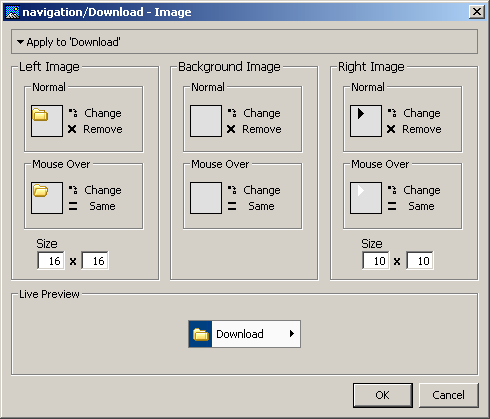 navigation/Download - Image
Apply to 'Download'
Left Image
Normal
Change
Remove
Mouse Over
Change
Same
Size
16 x 16
Background Image
Normal
Change
Remove
Mouse Over
Change
Same
Right Image
Normal
Change
Remove
Mouse Over
Change
Same
Size
10 x 10
Live Preview
Download
OK
Cancel